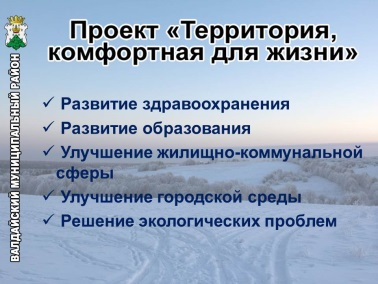 Проект «Территория,
комфортная для жизни»
✓ Развитие здравоохранения
✓ Развитие образования
✓ Улучшение жилищно-коммунальной
сферы
✓ Улучшение городской среды
✓ Решение экологических проблем
ВАЛДАЙСКИЙ МУНИЦИПАЛЬНЫЙ РАЙОН